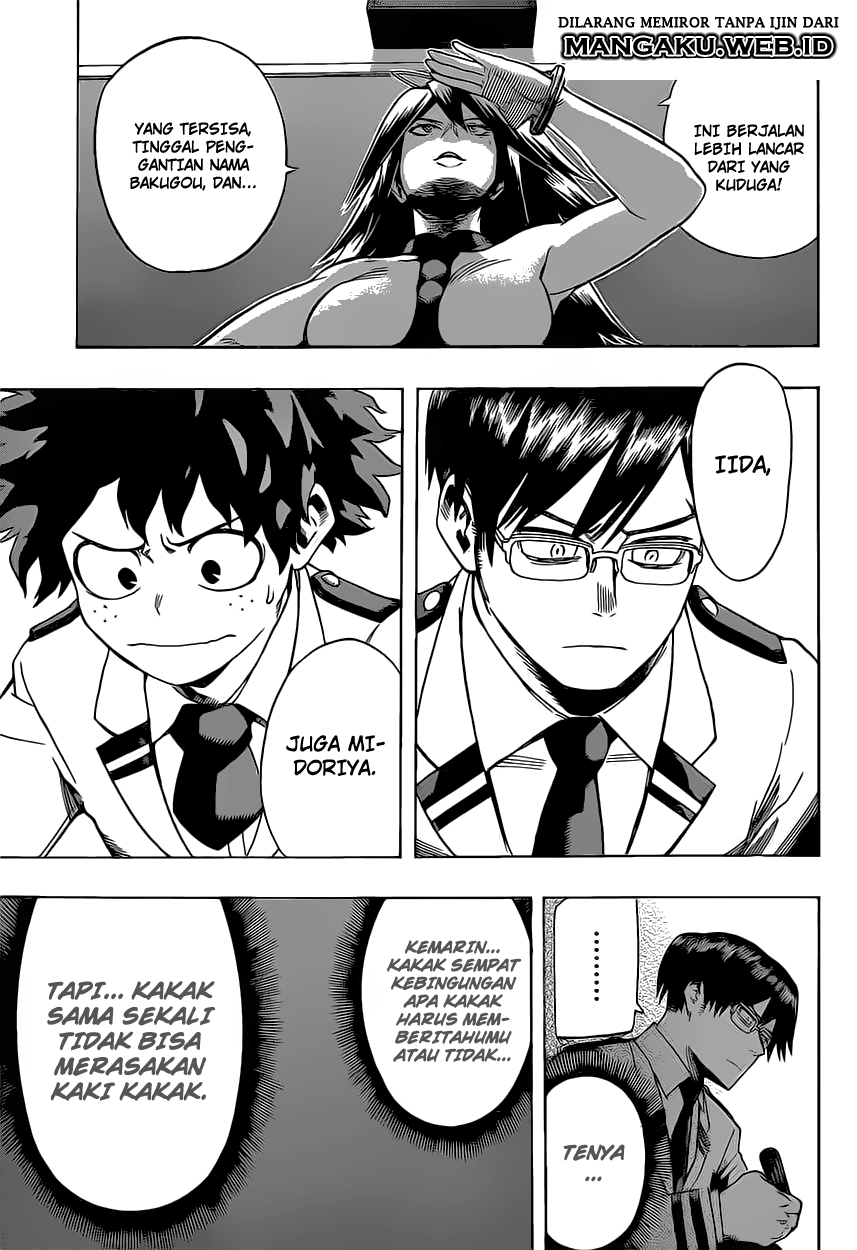 DILARANG MEMIROR TANPA IJIN DARI
MANGAKU.WEB.ID
INI BERJALAN
LEBIH LANCAR
DARI YANG
KUDUGA!
YANG TERSISA,
TINGGAL PENG-
GANTIAN NAMA
BAKUGOU, DAN...
IIDA,
JUGA MI-
DORIYA.
........
TENYA
...
KEMARIN...
KAKAK SEMPAT
KEBINGUNGAN
APA KAKAK
HARUS MEM-
BERITAHUMU
ATAU TIDAK...
TAPI... KAKAK
SAMA SEKALI
TIDAK BISA
MERASAKAN
KAKI KAKAK.